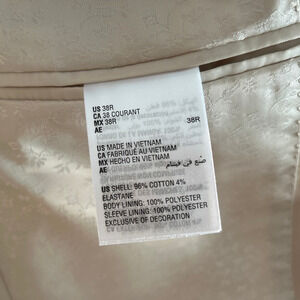 US 38R
CA 38 COURANT
MX 38R
AE 38R
US MADE IN VIETNAM
CA FABRIQUÉ AU VIETNAM
MX HECHO EN VIETNAM
AE صنع في فيتنام
US SHELL: 96% COTTON 4%
ELASTANE
BODY LINING: 100% POLYESTER
SLEEVE LINING: 100% POLYESTER
EXCLUSIVE OF DECORATION